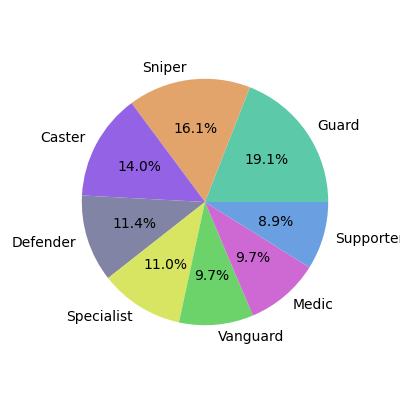 Sniper
Guard
16.1%
Caster
14.0%
19.1%
11.4%
8.9%
Defender
Supporter
11.0%
9.7%
9.7%
Specialist
Medic
Vanguard